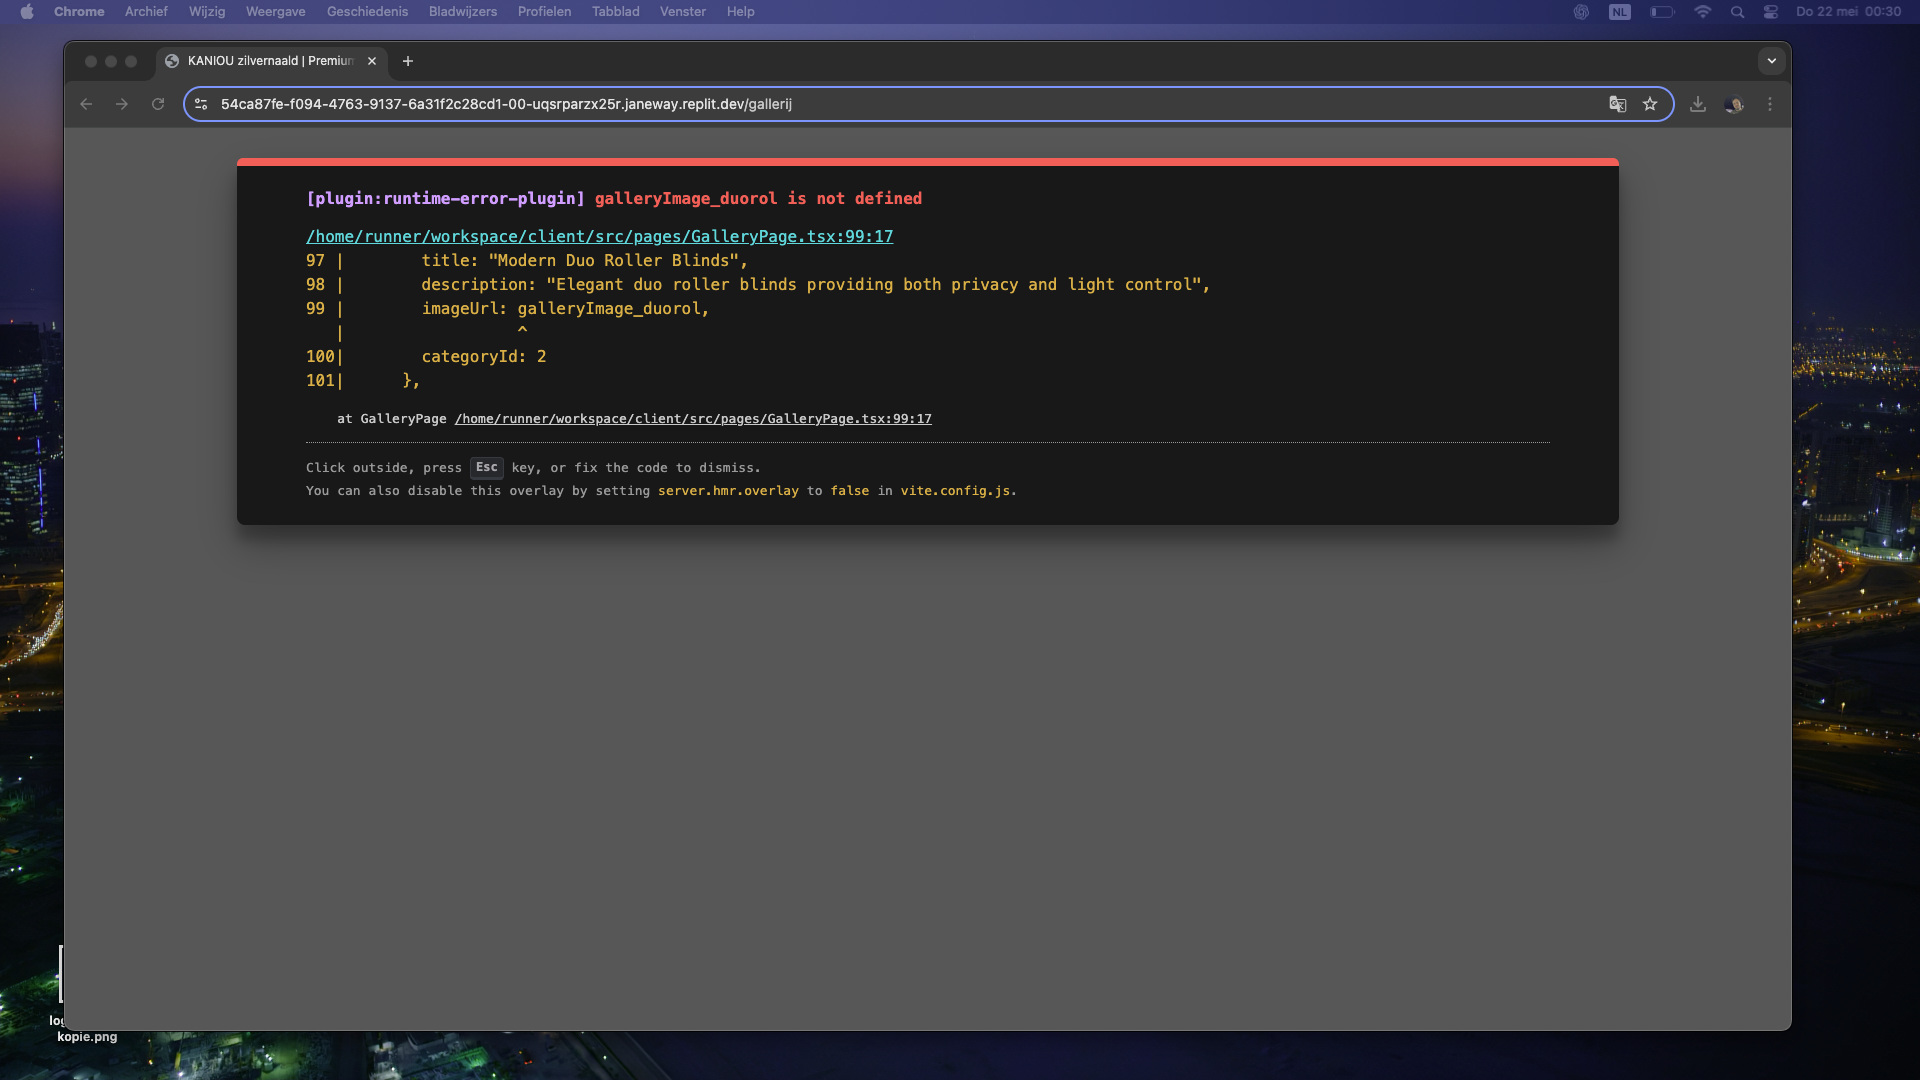 Chrome Archief Wijzig Weergave Geschiedenis Bladwijzers Profielen Tabblad Venster Help NL Do 22 mei 00:30
KANIOU zilvernaald | Premium
54ca87fe-f094-4763-9137-6a31f2c28cd1-00-uqsrparzx25r.janeway.replit.dev/gallerij
[plugin:runtime-error-plugin] galleryImage_duorol is not defined
/home/runner/workspace/client/src/pages/GalleryPage.tsx:99:17
97 | title: "Modern Duo Roller Blinds",
98 | description: "Elegant duo roller blinds providing both privacy and light control",
99 | imageUrl: galleryImage_duorol,
| ^
100| categoryId: 2
101| },
at GalleryPage /home/runner/workspace/client/src/pages/GalleryPage.tsx:99:17
Click outside, press Esc key, or fix the code to dismiss.
You can also disable this overlay by setting server.hmr.overlay to false in vite.config.js.
kopie.png